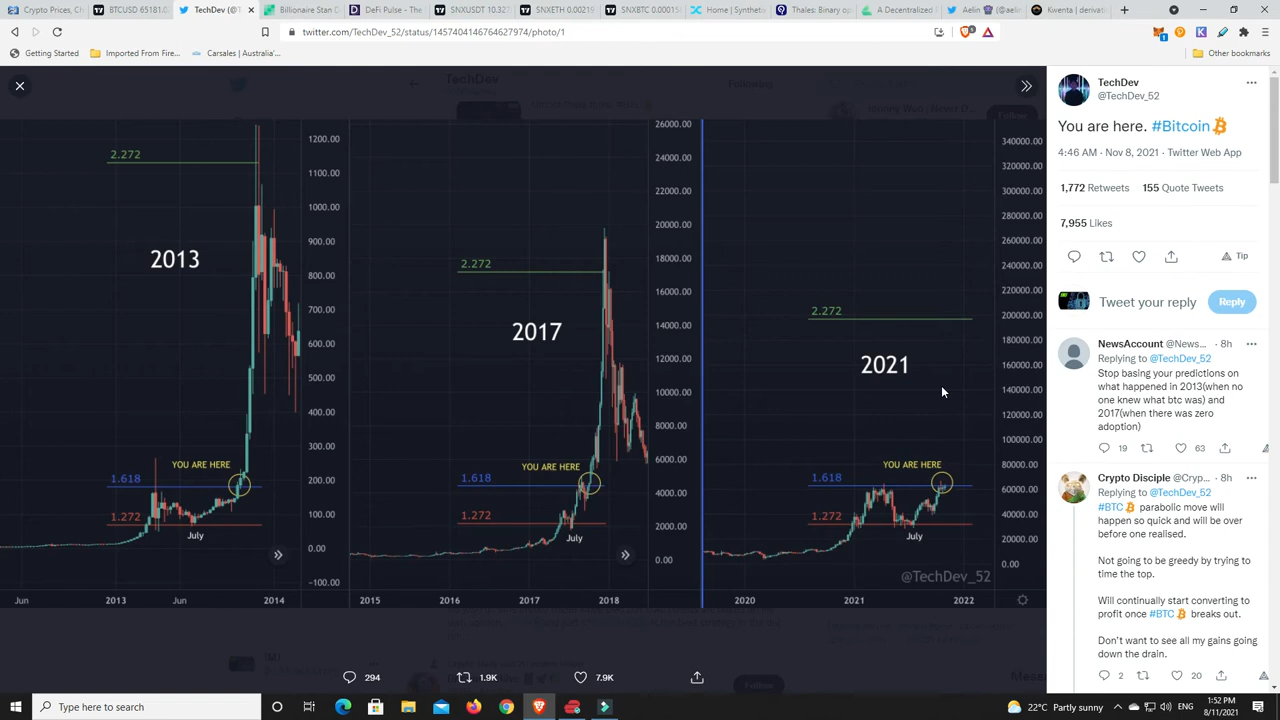 Crypto Prices, Ch
BTCUSD 65181.0
TechDev (@T
Billionaire Stan D
DeFi Pulse - The
SNXUSDT 10.327
SNXETH 0.00219
SNXBTC 0.000158
Home | Synthetix
Thales: Binary op
A Decentralized F
Aelin (@aelin
Kwenta | derivat
twitter.com/TechDev_52/status/1457404146764627974/photo/1
Getting Started
Imported From Fire...
Carsales | Australia'...
Other bookmarks
2.272
2013
YOU ARE HERE
1.618
1.272
July
1200.00
1100.00
1000.00
900.00
800.00
700.00
600.00
500.00
400.00
300.00
200.00
100.00
0.00
-100.00
Jun
2013
Jun
2014
2.272
2017
YOU ARE HERE
1.618
1.272
July
26000.00
24000.00
22000.00
20000.00
18000.00
16000.00
14000.00
12000.00
10000.00
8000.00
6000.00
4000.00
2000.00
0.00
2015
2016
2017
2018
2.272
2021
YOU ARE HERE
1.618
1.272
July
@TechDev_52
340000.00
320000.00
300000.00
280000.00
260000.00
240000.00
220000.00
200000.00
180000.00
160000.00
140000.00
120000.00
100000.00
80000.00
60000.00
40000.00
20000.00
0.00
2020
2021
2022
294
1.9K
7.9K
TechDev
@TechDev_52
You are here. #Bitcoin
4:46 AM · Nov 8, 2021 · Twitter Web App
1,772 Retweets 155 Quote Tweets
7,955 Likes
Tip
Tweet your reply
Reply
NewsAccount @News... · 8h
Replying to @TechDev_52
Stop basing your predictions on
what happened in 2013(when no
one knew what btc was) and
2017(when there was zero
adoption)
19
63
Crypto Disciple @Cryp... · 8h
Replying to @TechDev_52
#BTC parabolic move will
happen so quick and will be over
before one realised.
Not going to be greedy by trying to
time the top.
Will continually start converting to
profit once #BTC breaks out.
Don't want to see all my gains going
down the drain.
2
20
Type here to search
22°C Partly sunny
ENG
1:52 PM
8/11/2021